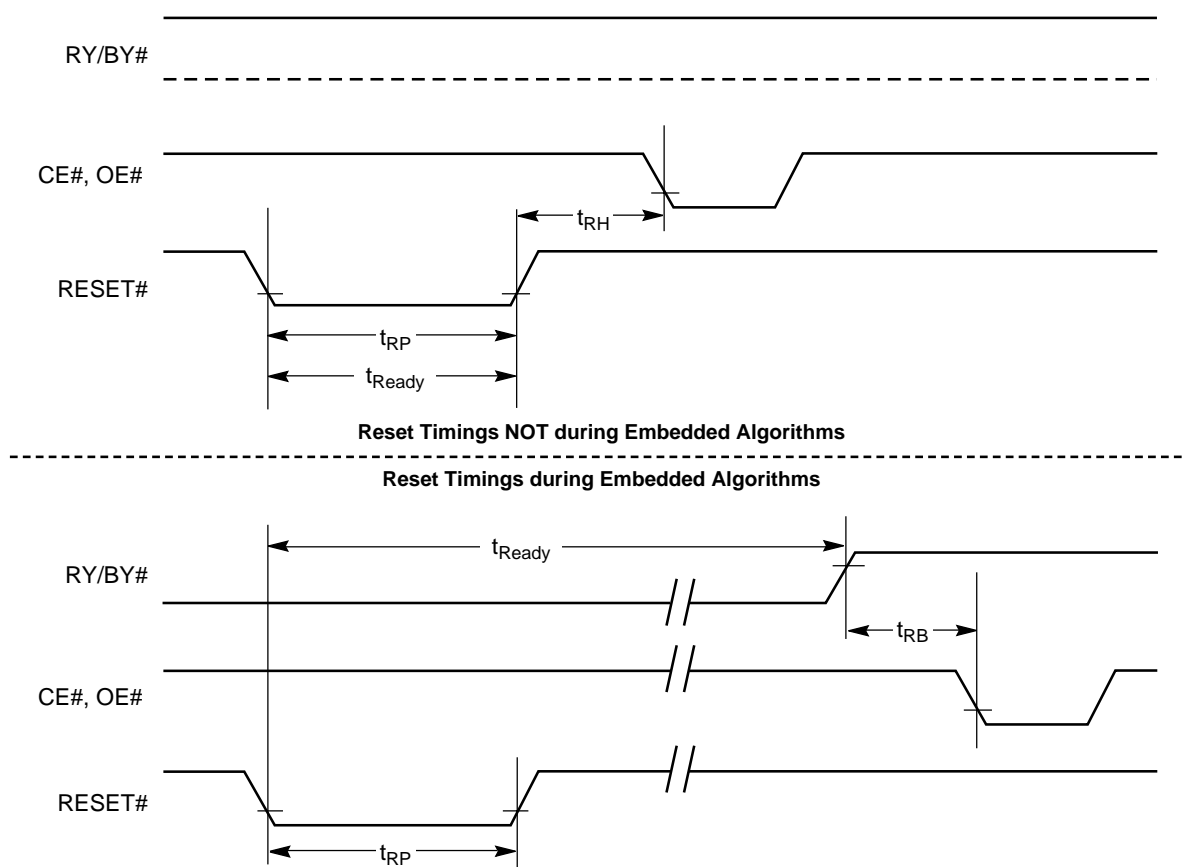 RY/BY#
CE#, OE#
tRH
RESET#
tRP
tReady
Reset Timings NOT during Embedded Algorithms
Reset Timings during Embedded Algorithms
tReady
RY/BY#
tRB
CE#, OE#
RESET#
tRP